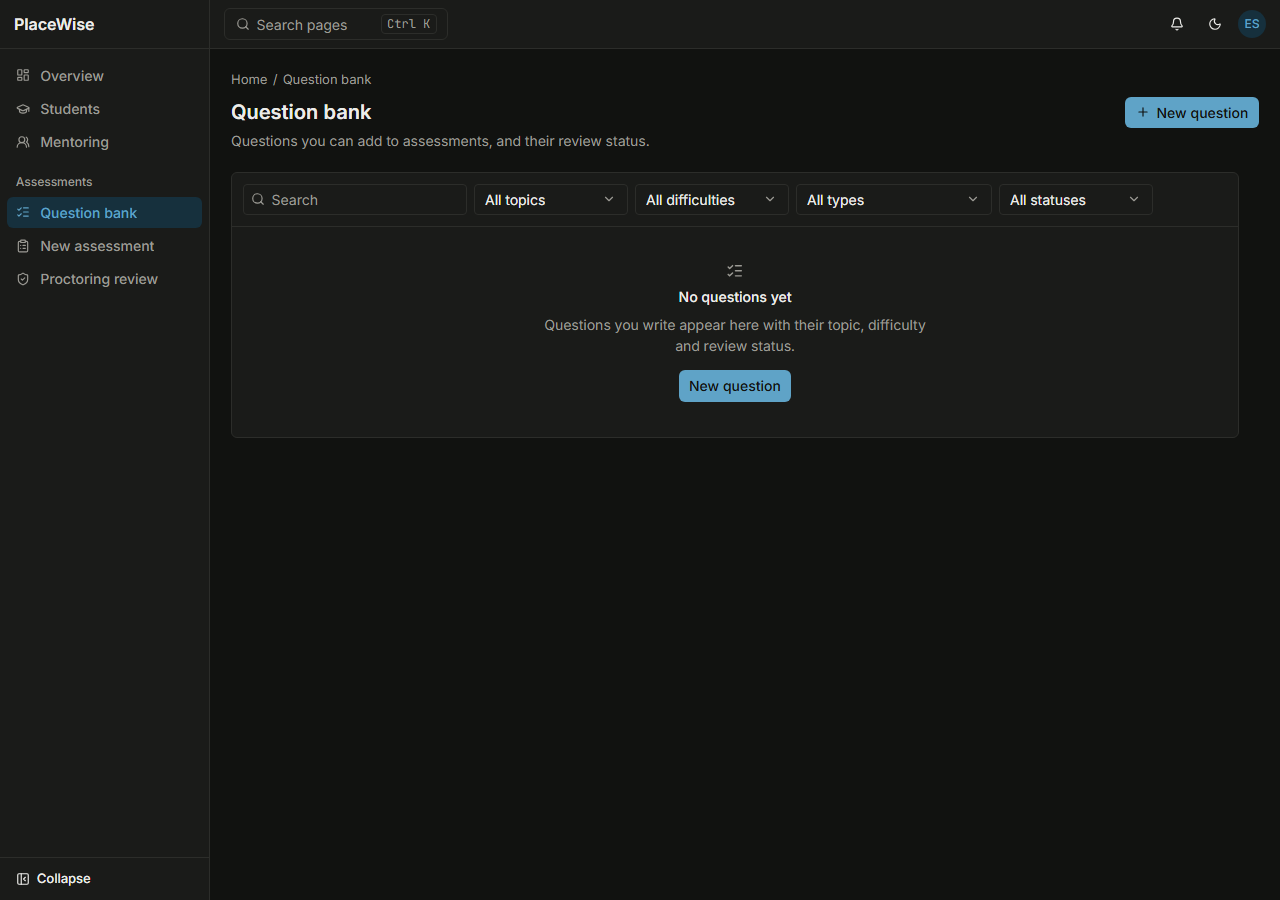 PlaceWise
Search pages
Ctrl K
ES
Overview
Students
Mentoring
Assessments
Question bank
New assessment
Proctoring review
Collapse
Home / Question bank
Question bank
New question
Questions you can add to assessments, and their review status.
Search
All topics
All difficulties
All types
All statuses
No questions yet
Questions you write appear here with their topic, difficulty
and review status.
New question